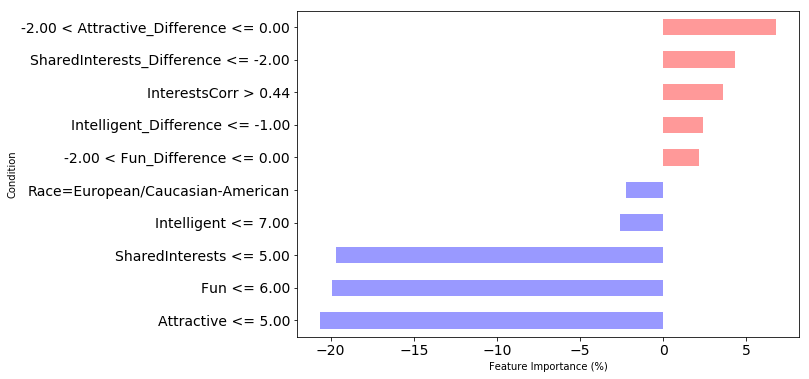 -2.00 < Attractive_Difference <= 0.00
SharedInterests_Difference <= -2.00
InterestsCorr > 0.44
Intelligent_Difference <= -1.00
-2.00 < Fun_Difference <= 0.00
Race=European/Caucasian-American
Intelligent <= 7.00
SharedInterests <= 5.00
Fun <= 6.00
Attractive <= 5.00
Condition
−20 −15 −10 −5 0 5
Feature Importance (%)